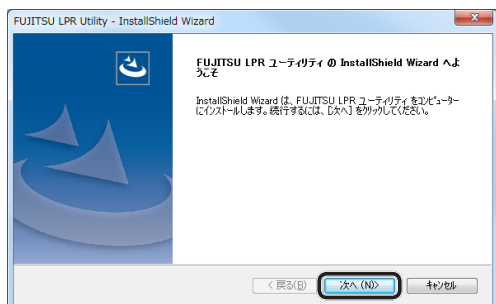 FUJITSU LPR Utility - InstallShield Wizard
FUJITSU LPR ユーティリティ の InstallShield Wizard へよ
うこそ
InstallShield Wizard は、FUJITSU LPR ユーティリティ をコンピューター
にインストールします。続行するには、[次へ] をクリックしてください。
< 戻る(B)
次へ (N)>
キャンセル